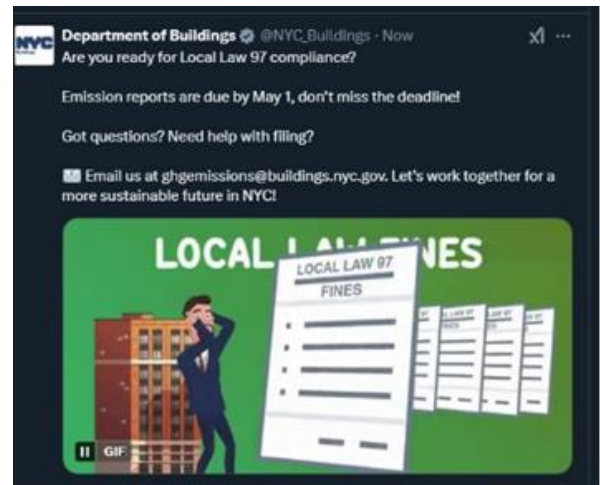 NYC
Department of Buildings @NYC_Buildings · Now
Are you ready for Local Law 97 compliance?
Emission reports are due by May 1, don't miss the deadline!
Got questions? Need help with filing?
Email us at ghgemissions@buildings.nyc.gov. Let's work together for a
more sustainable future in NYC!
LOCAL
LOCAL LAW 97
FINES
GIF